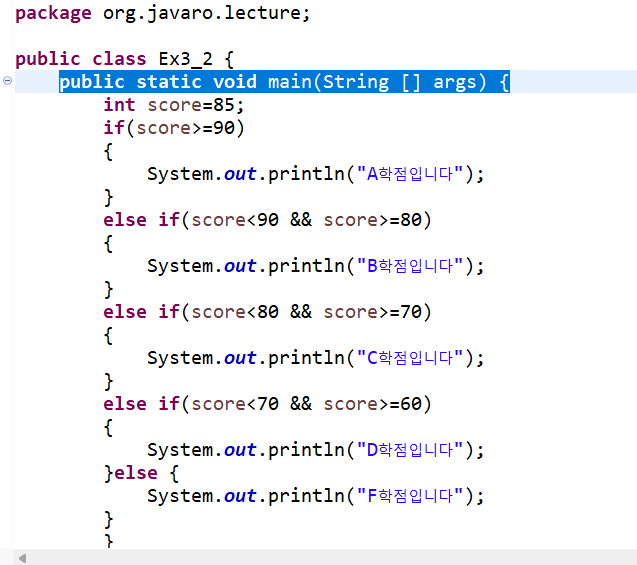 package org.javaro.lecture;
public class Ex3_2 {
public static void main(String [] args) {
int score=85;
if(score>=90)
{
System.out.println("A학점입니다");
}
else if(score<90 && score>=80)
{
System.out.println("B학점입니다");
}
else if(score<80 && score>=70)
{
System.out.println("C학점입니다");
}
else if(score<70 && score>=60)
{
System.out.println("D학점입니다");
}else {
System.out.println("F학점입니다");
}
}